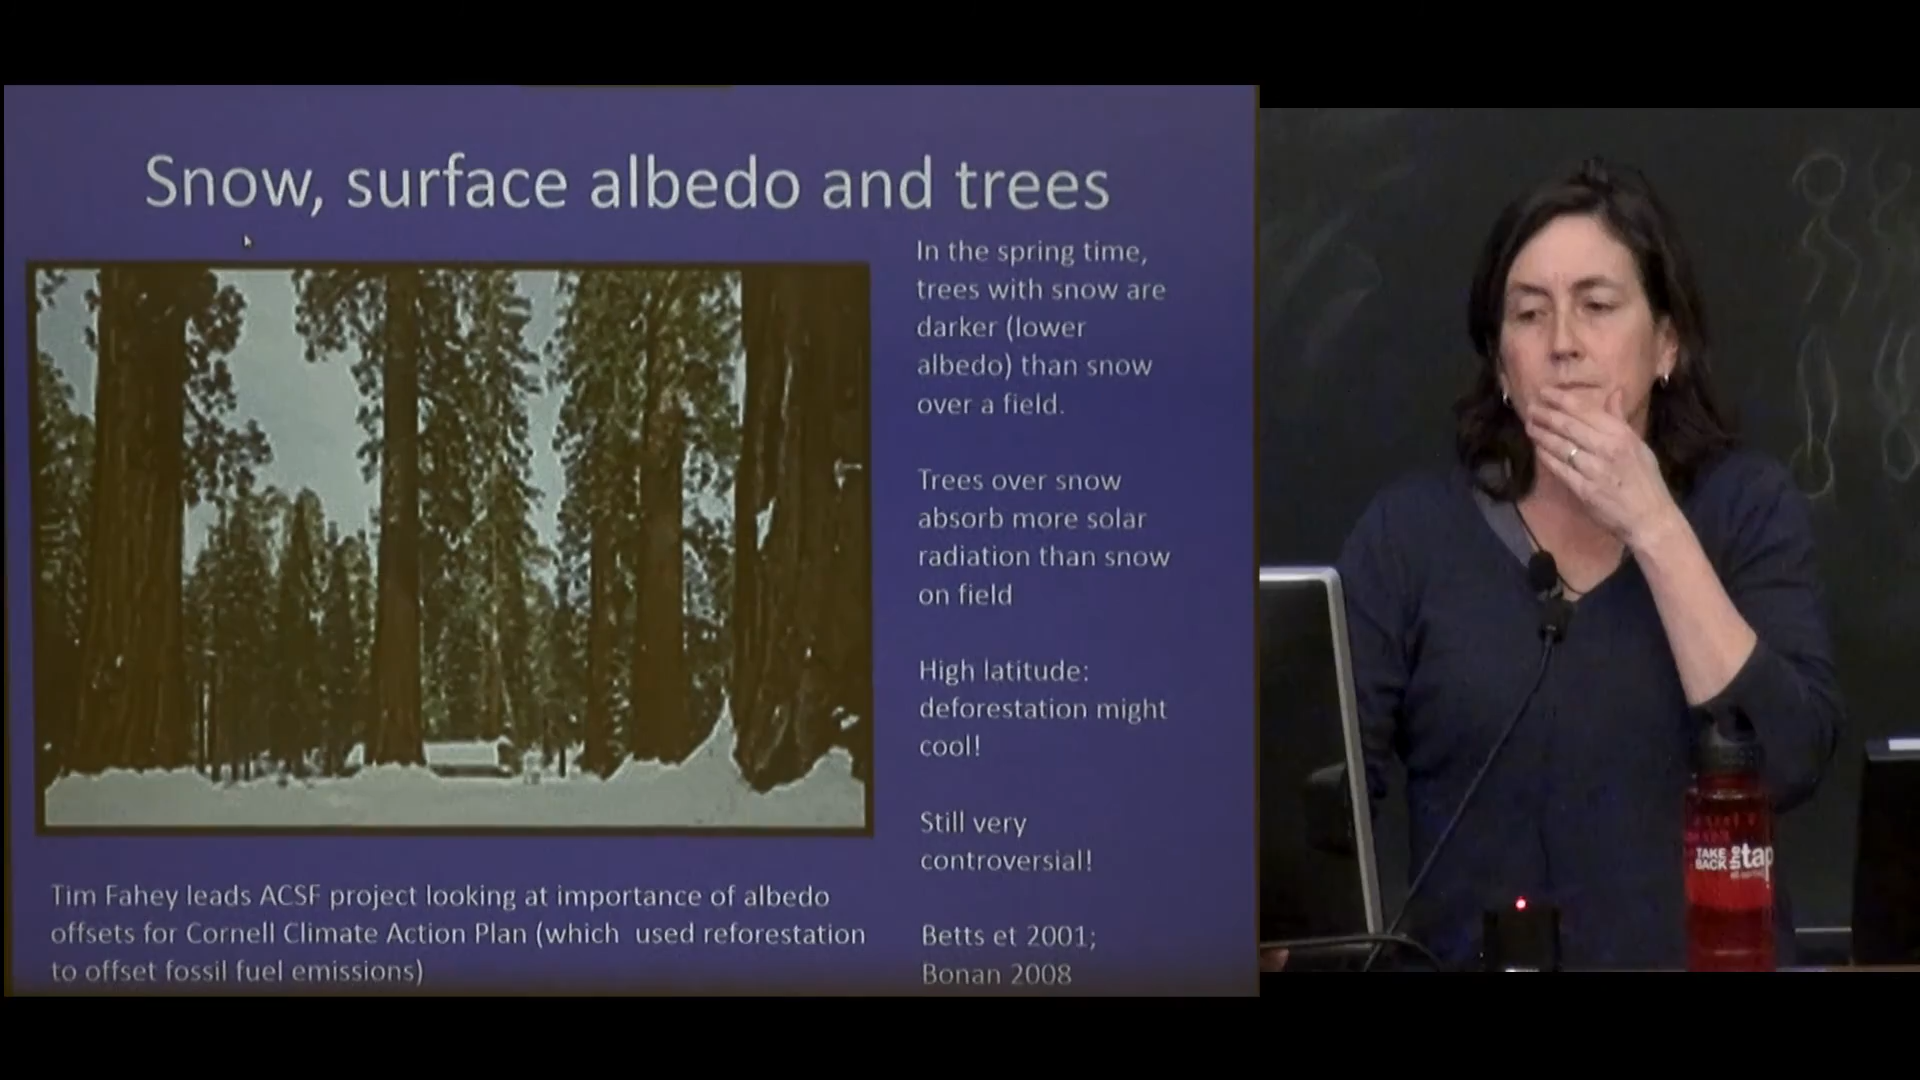 Snow, surface albedo and trees
In the spring time,
trees with snow are
darker (lower
albedo) than snow
over a field.
Trees over snow
absorb more solar
radiation than snow
on field
High latitude:
deforestation might
cool!
Still very
controversial!
Betts et 2001;
Bonan 2008
Tim Fahey leads ACSF project looking at importance of albedo
offsets for Cornell Climate Action Plan (which used reforestation
to offset fossil fuel emissions)
TAKE
BACK
the
tap